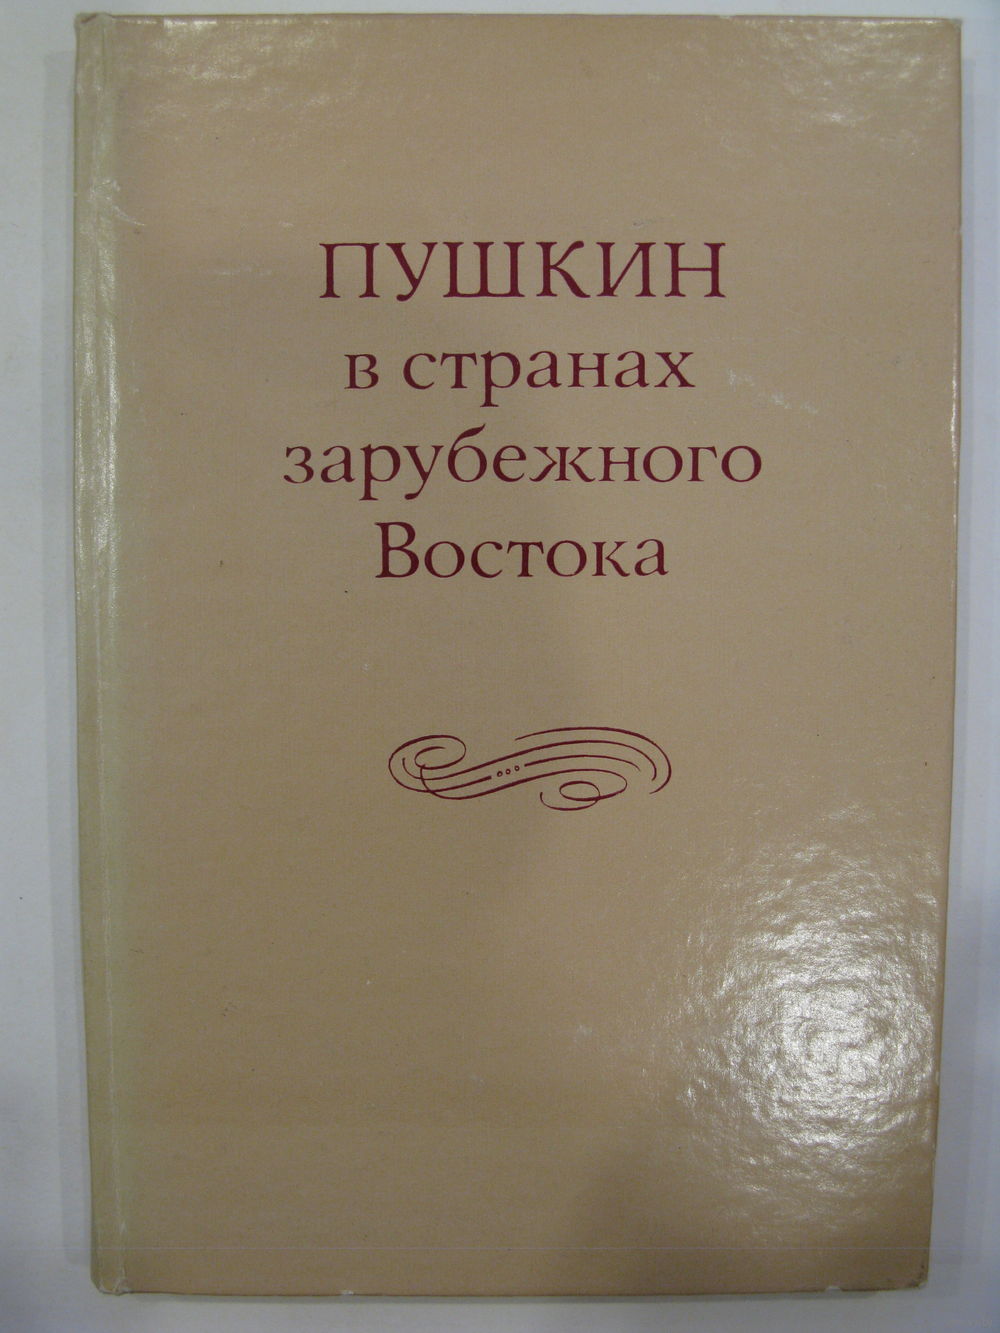 ПУШКИН
в странах
зарубежного
Востока